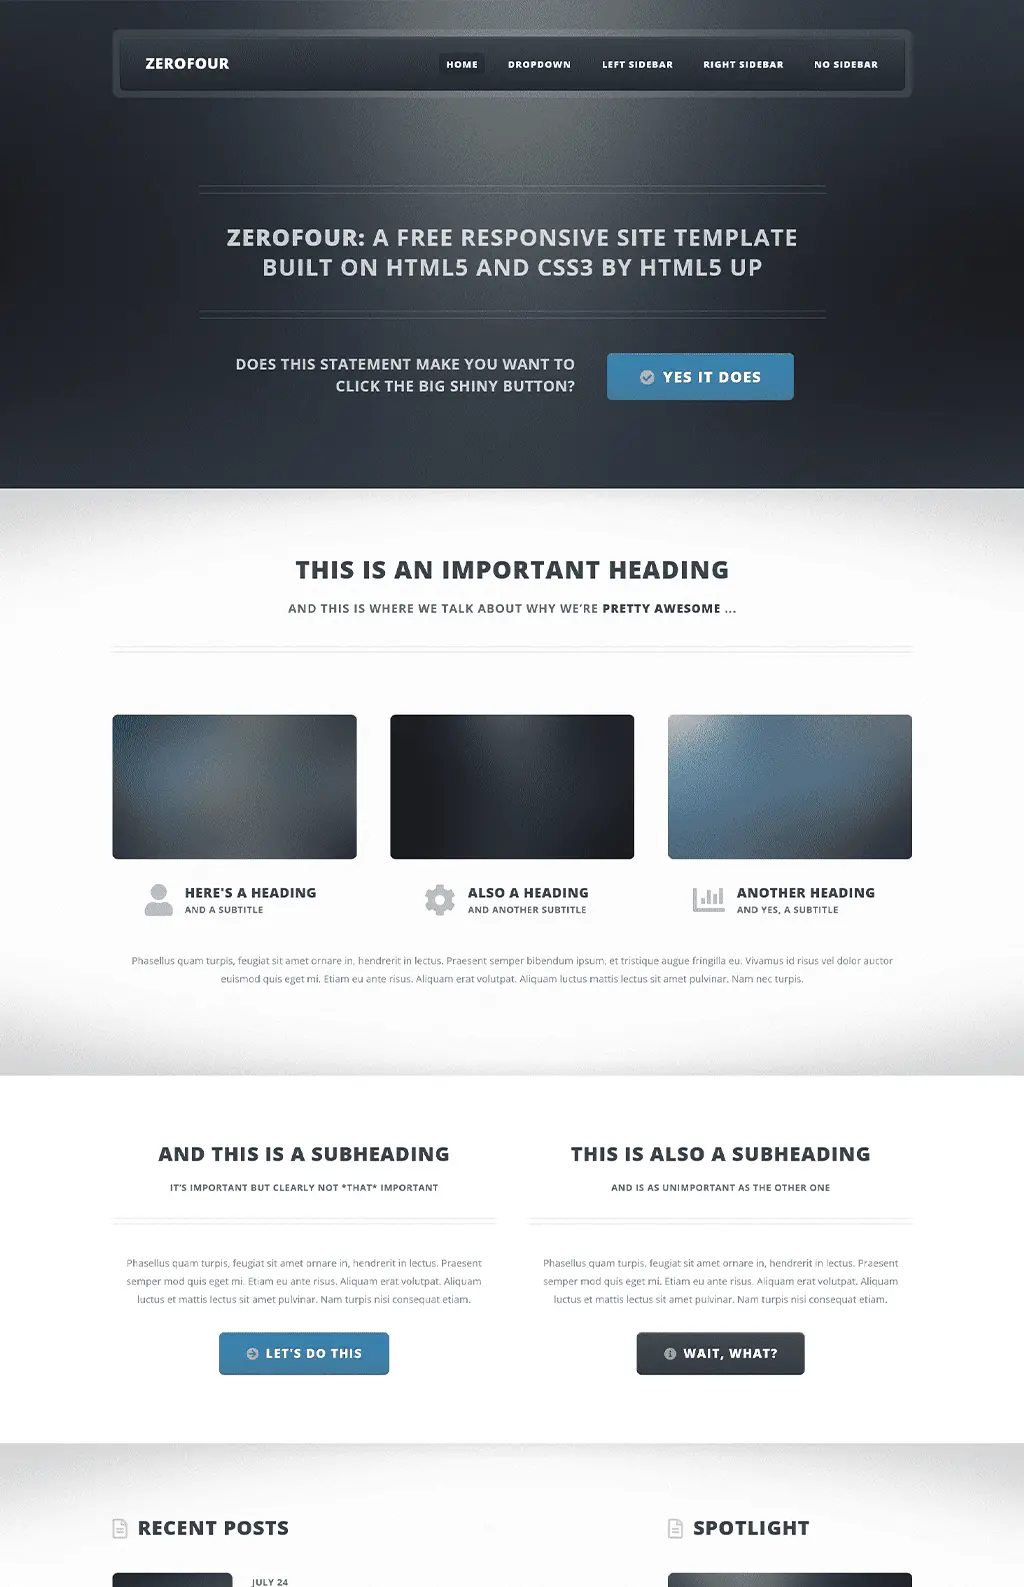 ZEROFOUR
HOME DROPDOWN LEFT SIDEBAR RIGHT SIDEBAR NO SIDEBAR
ZEROFOUR: A FREE RESPONSIVE SITE TEMPLATE
BUILT ON HTML5 AND CSS3 BY HTML5 UP
DOES THIS STATEMENT MAKE YOU WANT TO
CLICK THE BIG SHINY BUTTON?
YES IT DOES
THIS IS AN IMPORTANT HEADING
AND THIS IS WHERE WE TALK ABOUT WHY WE’RE PRETTY AWESOME ...
HERE'S A HEADING
AND A SUBTITLE
ALSO A HEADING
AND ANOTHER SUBTITLE
ANOTHER HEADING
AND YES, A SUBTITLE
Phasellus quam turpis, feugiat sit amet ornare in, hendrerit in lectus. Praesent semper bibendum ipsum, et tristique augue fringilla eu. Vivamus id risus vel dolor auctor
euismod quis eget mi. Etiam eu ante risus. Aliquam erat volutpat. Aliquam luctus mattis lectus sit amet pulvinar. Nam nec turpis.
AND THIS IS A SUBHEADING
IT’S IMPORTANT BUT CLEARLY NOT *THAT* IMPORTANT
Phasellus quam turpis, feugiat sit amet ornare in, hendrerit in lectus. Praesent
semper mod quis eget mi. Etiam eu ante risus. Aliquam erat volutpat. Aliquam
luctus et mattis lectus sit amet pulvinar. Nam turpis nisi consequat etiam.
LET’S DO THIS
THIS IS ALSO A SUBHEADING
AND IS AS UNIMPORTANT AS THE OTHER ONE
Phasellus quam turpis, feugiat sit amet ornare in, hendrerit in lectus. Praesent
semper mod quis eget mi. Etiam eu ante risus. Aliquam erat volutpat. Aliquam
luctus et mattis lectus sit amet pulvinar. Nam turpis nisi consequat etiam.
WAIT, WHAT?
RECENT POSTS
JULY 24
SPOTLIGHT